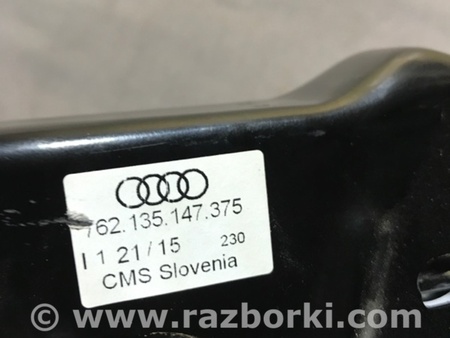 762.135.147.375
I 1 21/15 230
CMS Slovenia
© www.razborki.com